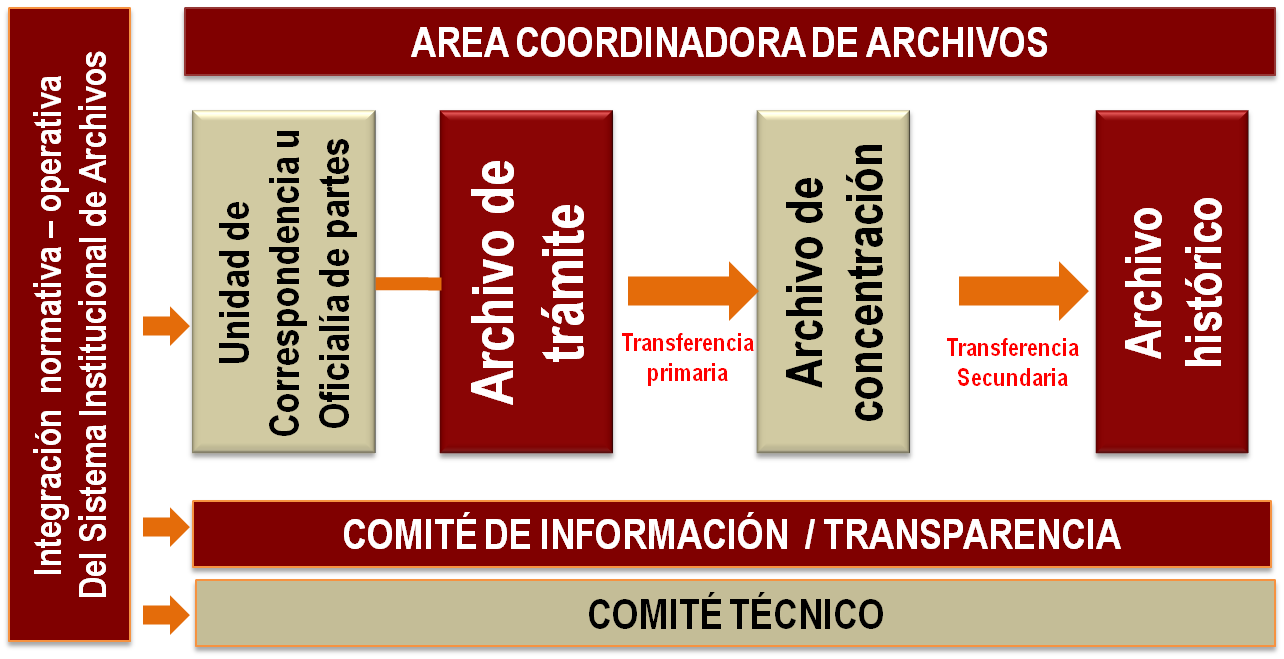 Integración normativa – operativa
Del Sistema Institucional de Archivos
AREA COORDINADORA DE ARCHIVOS
Unidad de
Correspondencia u
Oficialía de partes
Archivo de
trámite
Transferencia
primaria
Archivo de
concentración
Transferencia
Secundaria
Archivo
histórico
COMITÉ DE INFORMACIÓN / TRANSPARENCIA
COMITÉ TÉCNICO